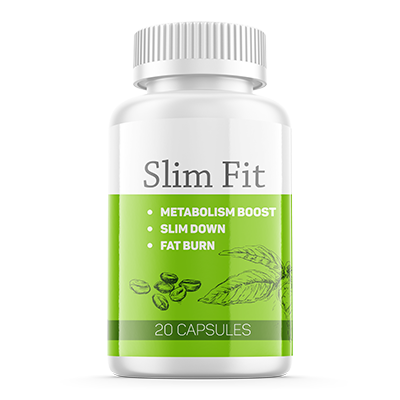 Slim Fit
• METABOLISM BOOST
• SLIM DOWN
• FAT BURN
20 CAPSULES